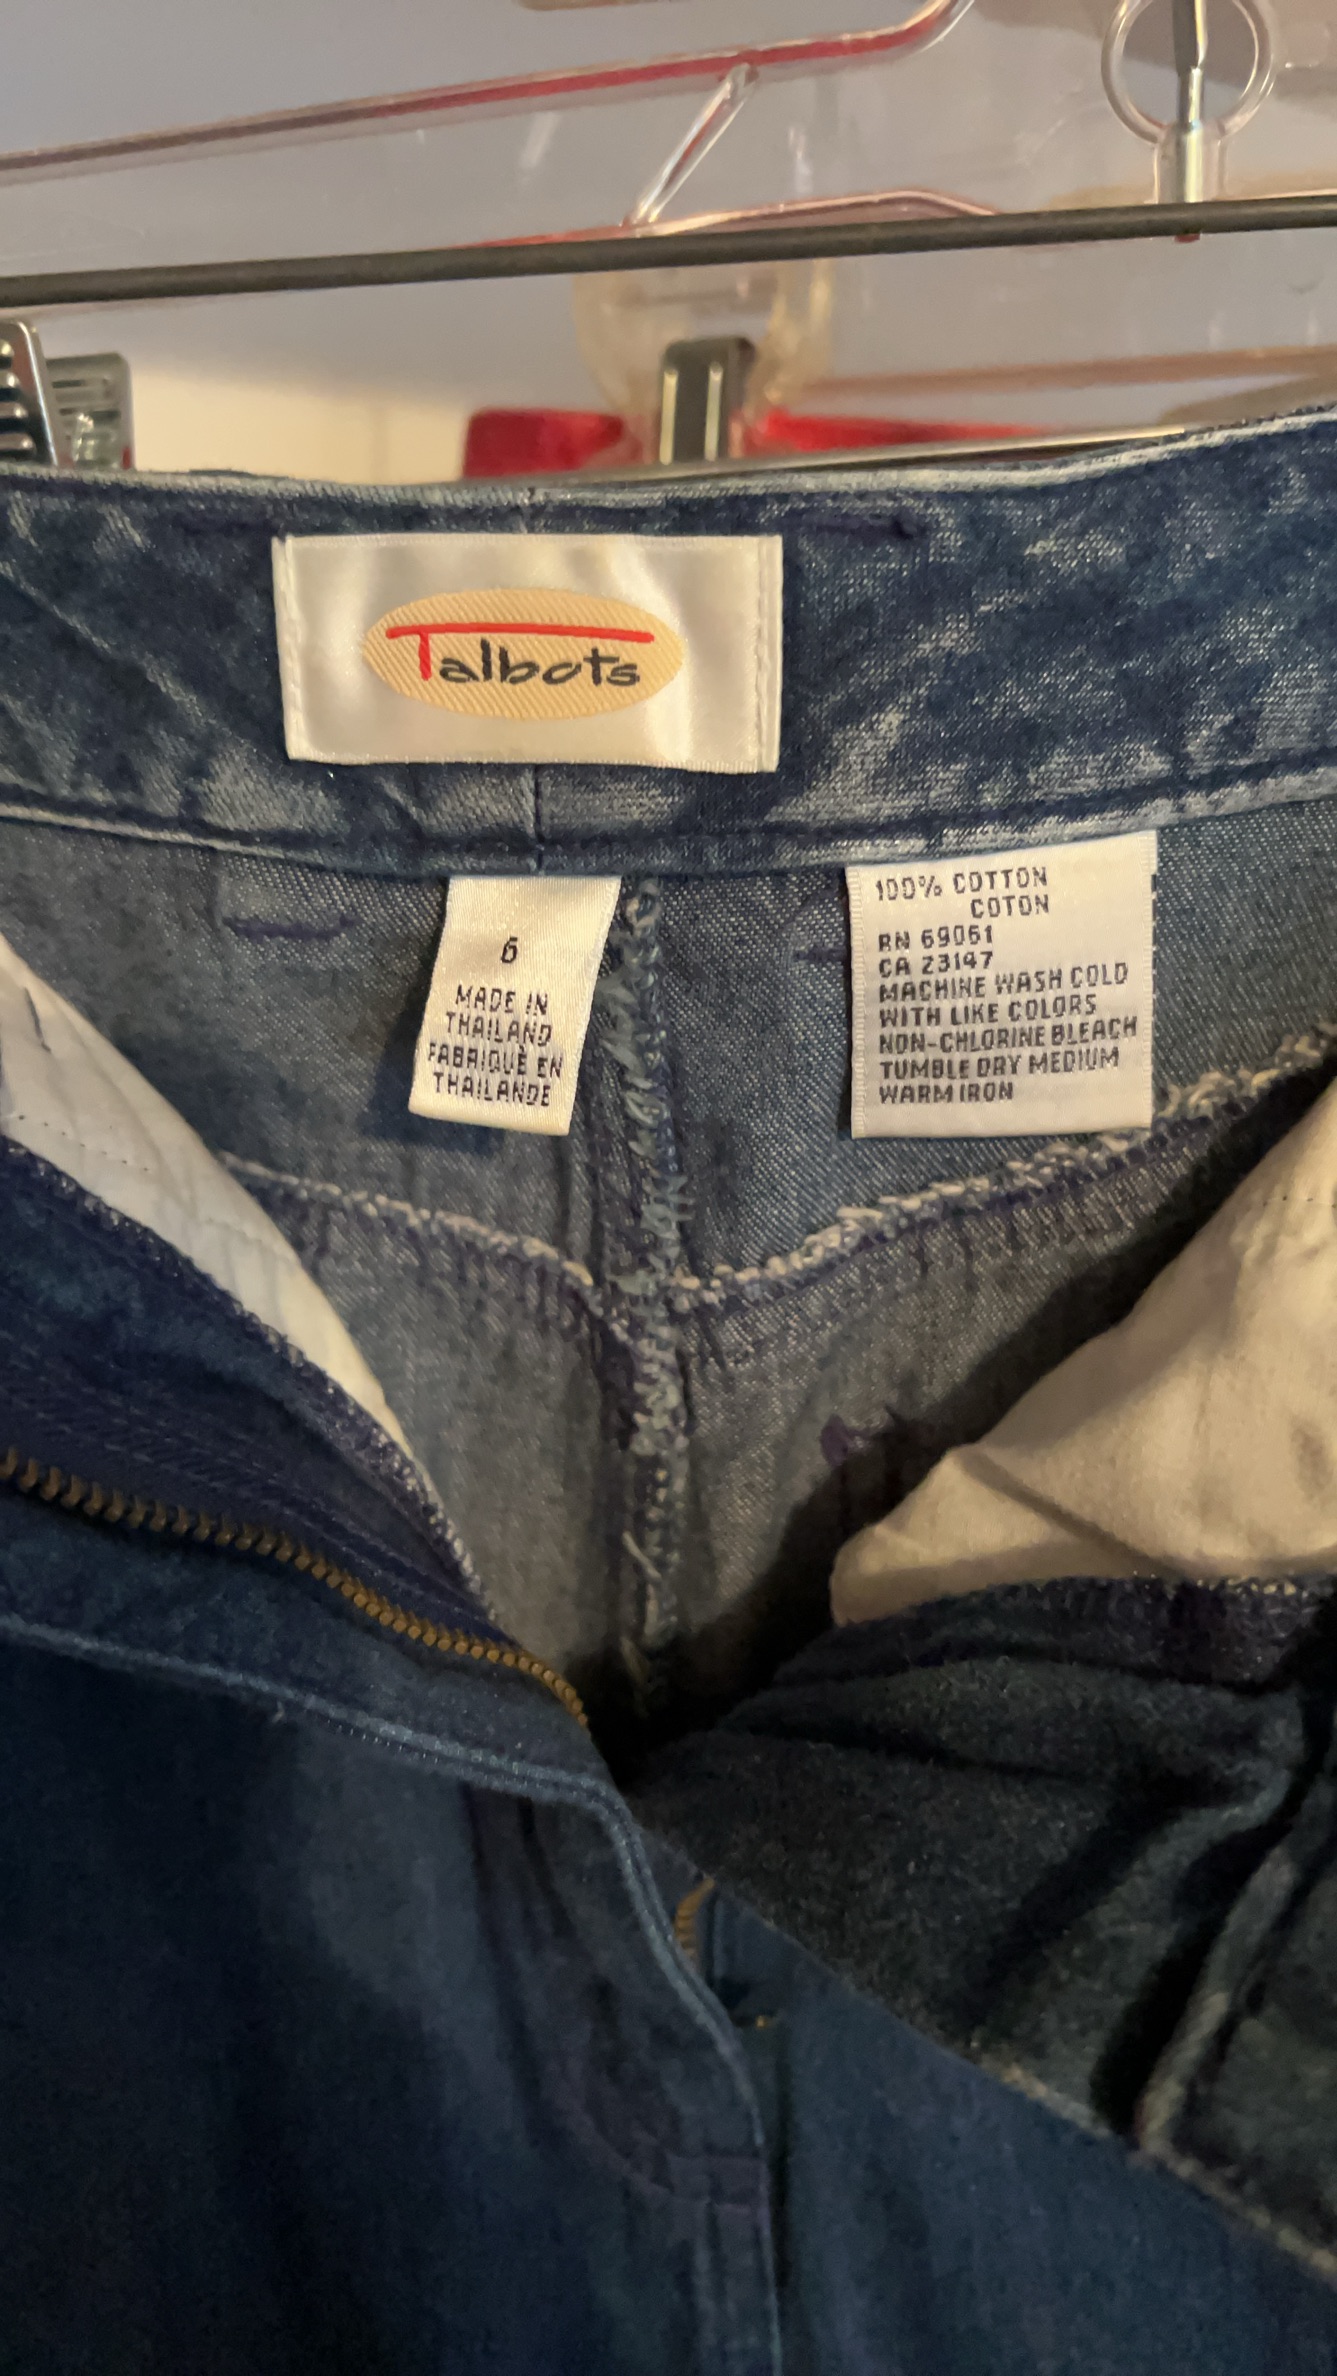 Talbots
6
MADE IN
THAILAND
FABRIQUÉ EN
THAILANDE
100% COTTON
COTON
RN 69061
CA 23147
MACHINE WASH COLD
WITH LIKE COLORS
NON-CHLORINE BLEACH
TUMBLE DRY MEDIUM
WARM IRON